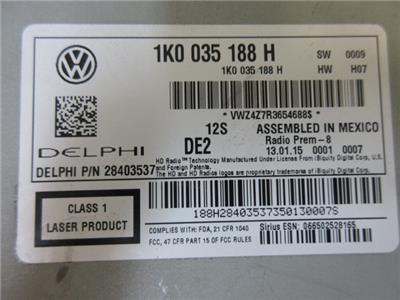 1K0 035 188 H
SW 0009
1K0 035 188 H
HW H07
* VWZ4Z7R3654688$ *
12S
ASSEMBLED IN MEXICO
DE2
Radio Prem-8
13.01.15 0001 0007
DELPHI
DELPHI P/N 28403537
HD Radio™ Technology Manufactured Under License From iBiquity Digital Corp. U.S. and
Foreign Patents.
The HD and HD Radio logos are proprietary trademarks of iBiquity Digital Corp.
CLASS 1
LASER PRODUCT
188H28403537350130007S
COMPLIES WITH: FDA, 21 CFR 1040
FCC, 47 CFR PART 15 OF FCC RULES
Sirius ESN: 066502528165